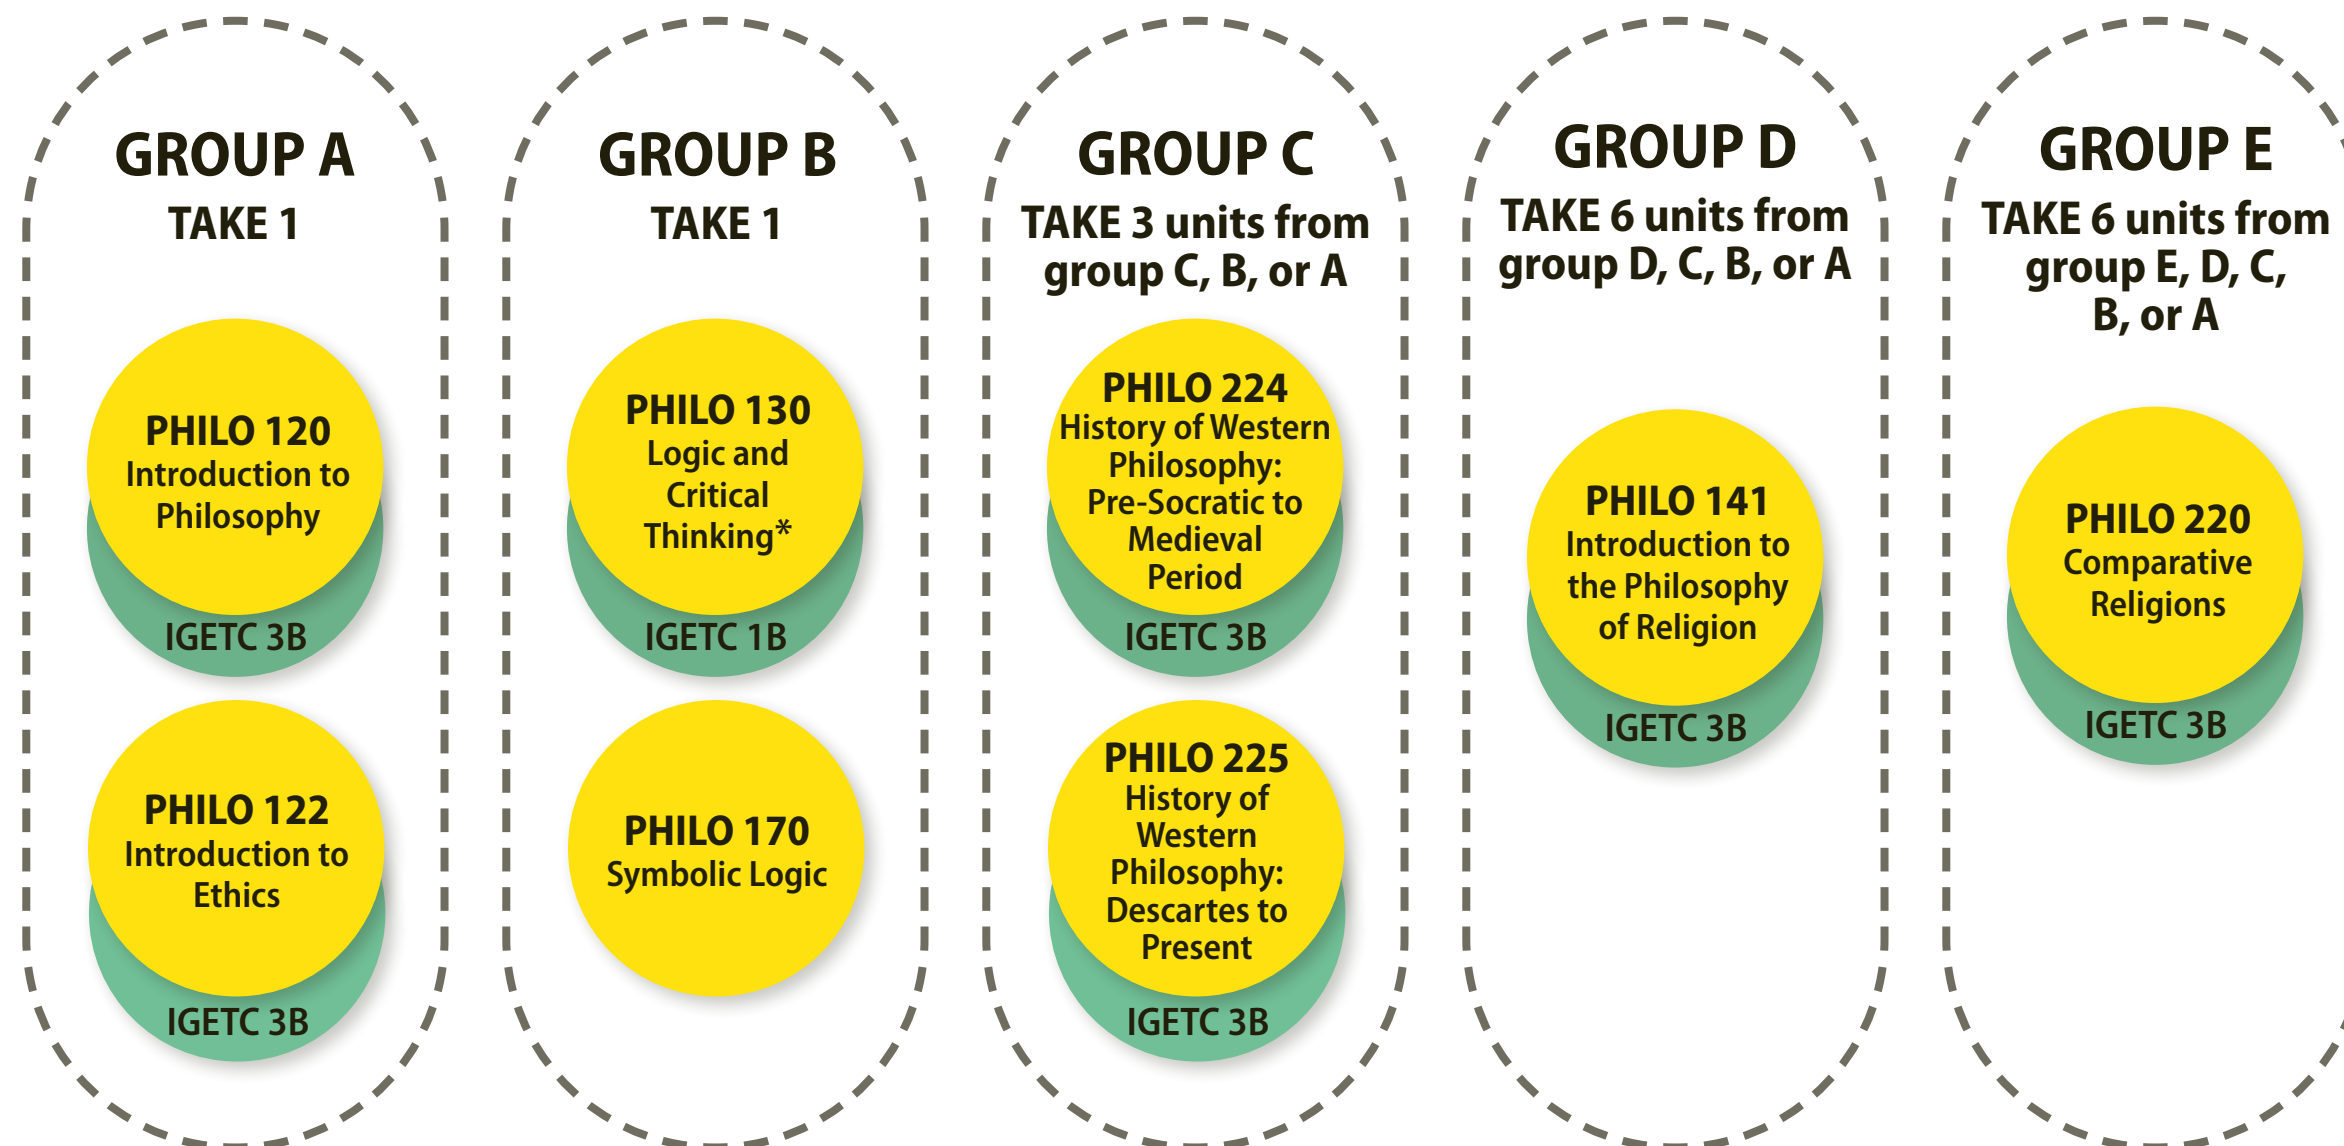 GROUP A
TAKE 1
PHILO 120
Introduction to
Philosophy
IGETC 3B
PHILO 122
Introduction to
Ethics
IGETC 3B
GROUP B
TAKE 1
PHILO 130
Logic and
Critical
Thinking*
IGETC 1B
PHILO 170
Symbolic Logic
GROUP C
TAKE 3 units from
group C, B, or A
PHILO 224
History of Western
Philosophy:
Pre-Socratic to
Medieval
Period
IGETC 3B
PHILO 225
History of
Western
Philosophy:
Descartes to
Present
IGETC 3B
GROUP D
TAKE 6 units from
group D, C, B, or A
PHILO 141
Introduction to
the Philosophy
of Religion
IGETC 3B
GROUP E
TAKE 6 units from
group E, D, C,
B, or A
PHILO 220
Comparative
Religions
IGETC 3B